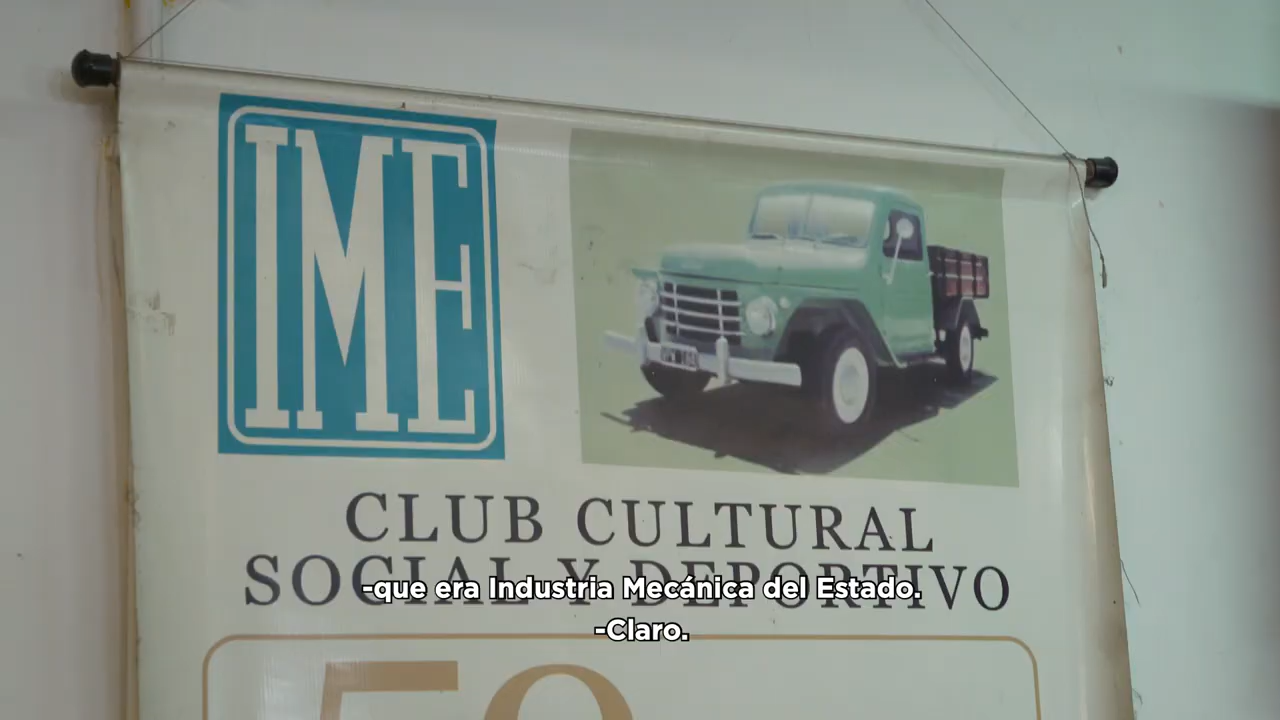 IME
CLUB CULTURAL
SOCIAL Y DEPORTIVO
-que era Industria Mecánica del Estado.
-Claro.